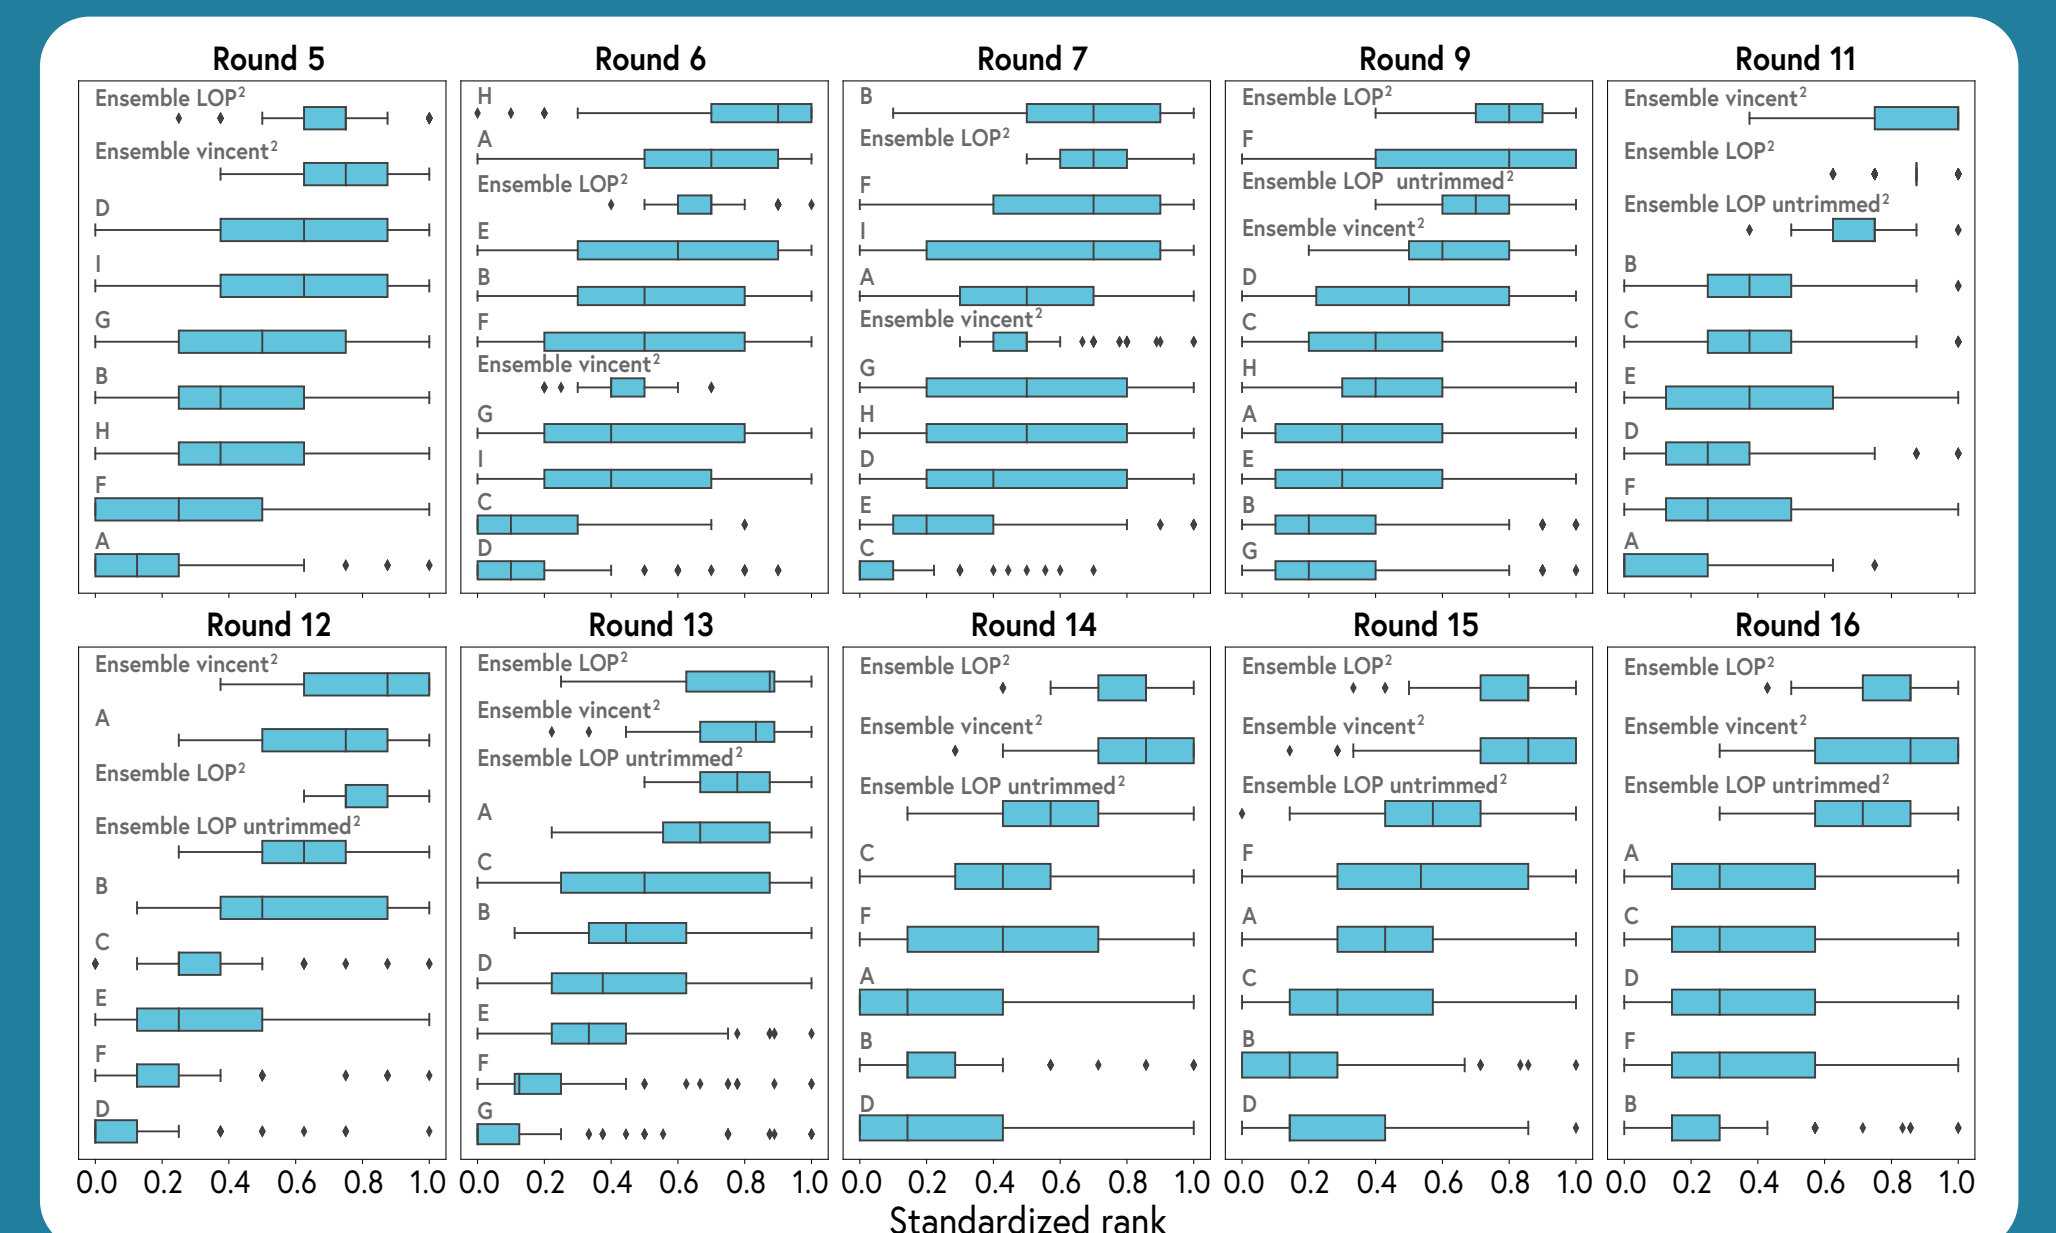 Round 5
Ensemble LOP²
Ensemble vincent²
D
I
G
B
H
F
A
Round 6
H
A
Ensemble LOP²
E
B
F
Ensemble vincent²
G
I
C
D
Round 7
B
Ensemble LOP²
F
I
A
Ensemble vincent²
G
H
D
E
C
Round 9
Ensemble LOP²
F
Ensemble LOP untrimmed²
Ensemble vincent²
D
C
H
A
E
B
G
Round 11
Ensemble vincent²
Ensemble LOP²
Ensemble LOP untrimmed²
B
C
E
D
F
A
Round 12
Ensemble vincent²
A
Ensemble LOP²
Ensemble LOP untrimmed²
B
C
E
F
D
0.0 0.2 0.4 0.6 0.8 1.0
Round 13
Ensemble LOP²
Ensemble vincent²
Ensemble LOP untrimmed²
A
C
B
D
E
F
G
0.0 0.2 0.4 0.6 0.8 1.0
Round 14
Ensemble LOP²
Ensemble vincent²
Ensemble LOP untrimmed²
C
F
A
B
D
0.0 0.2 0.4 0.6 0.8 1.0
Round 15
Ensemble LOP²
Ensemble vincent²
Ensemble LOP untrimmed²
F
A
C
B
D
0.0 0.2 0.4 0.6 0.8 1.0
Round 16
Ensemble LOP²
Ensemble vincent²
Ensemble LOP untrimmed²
A
C
D
F
B
0.0 0.2 0.4 0.6 0.8 1.0
Standardized rank